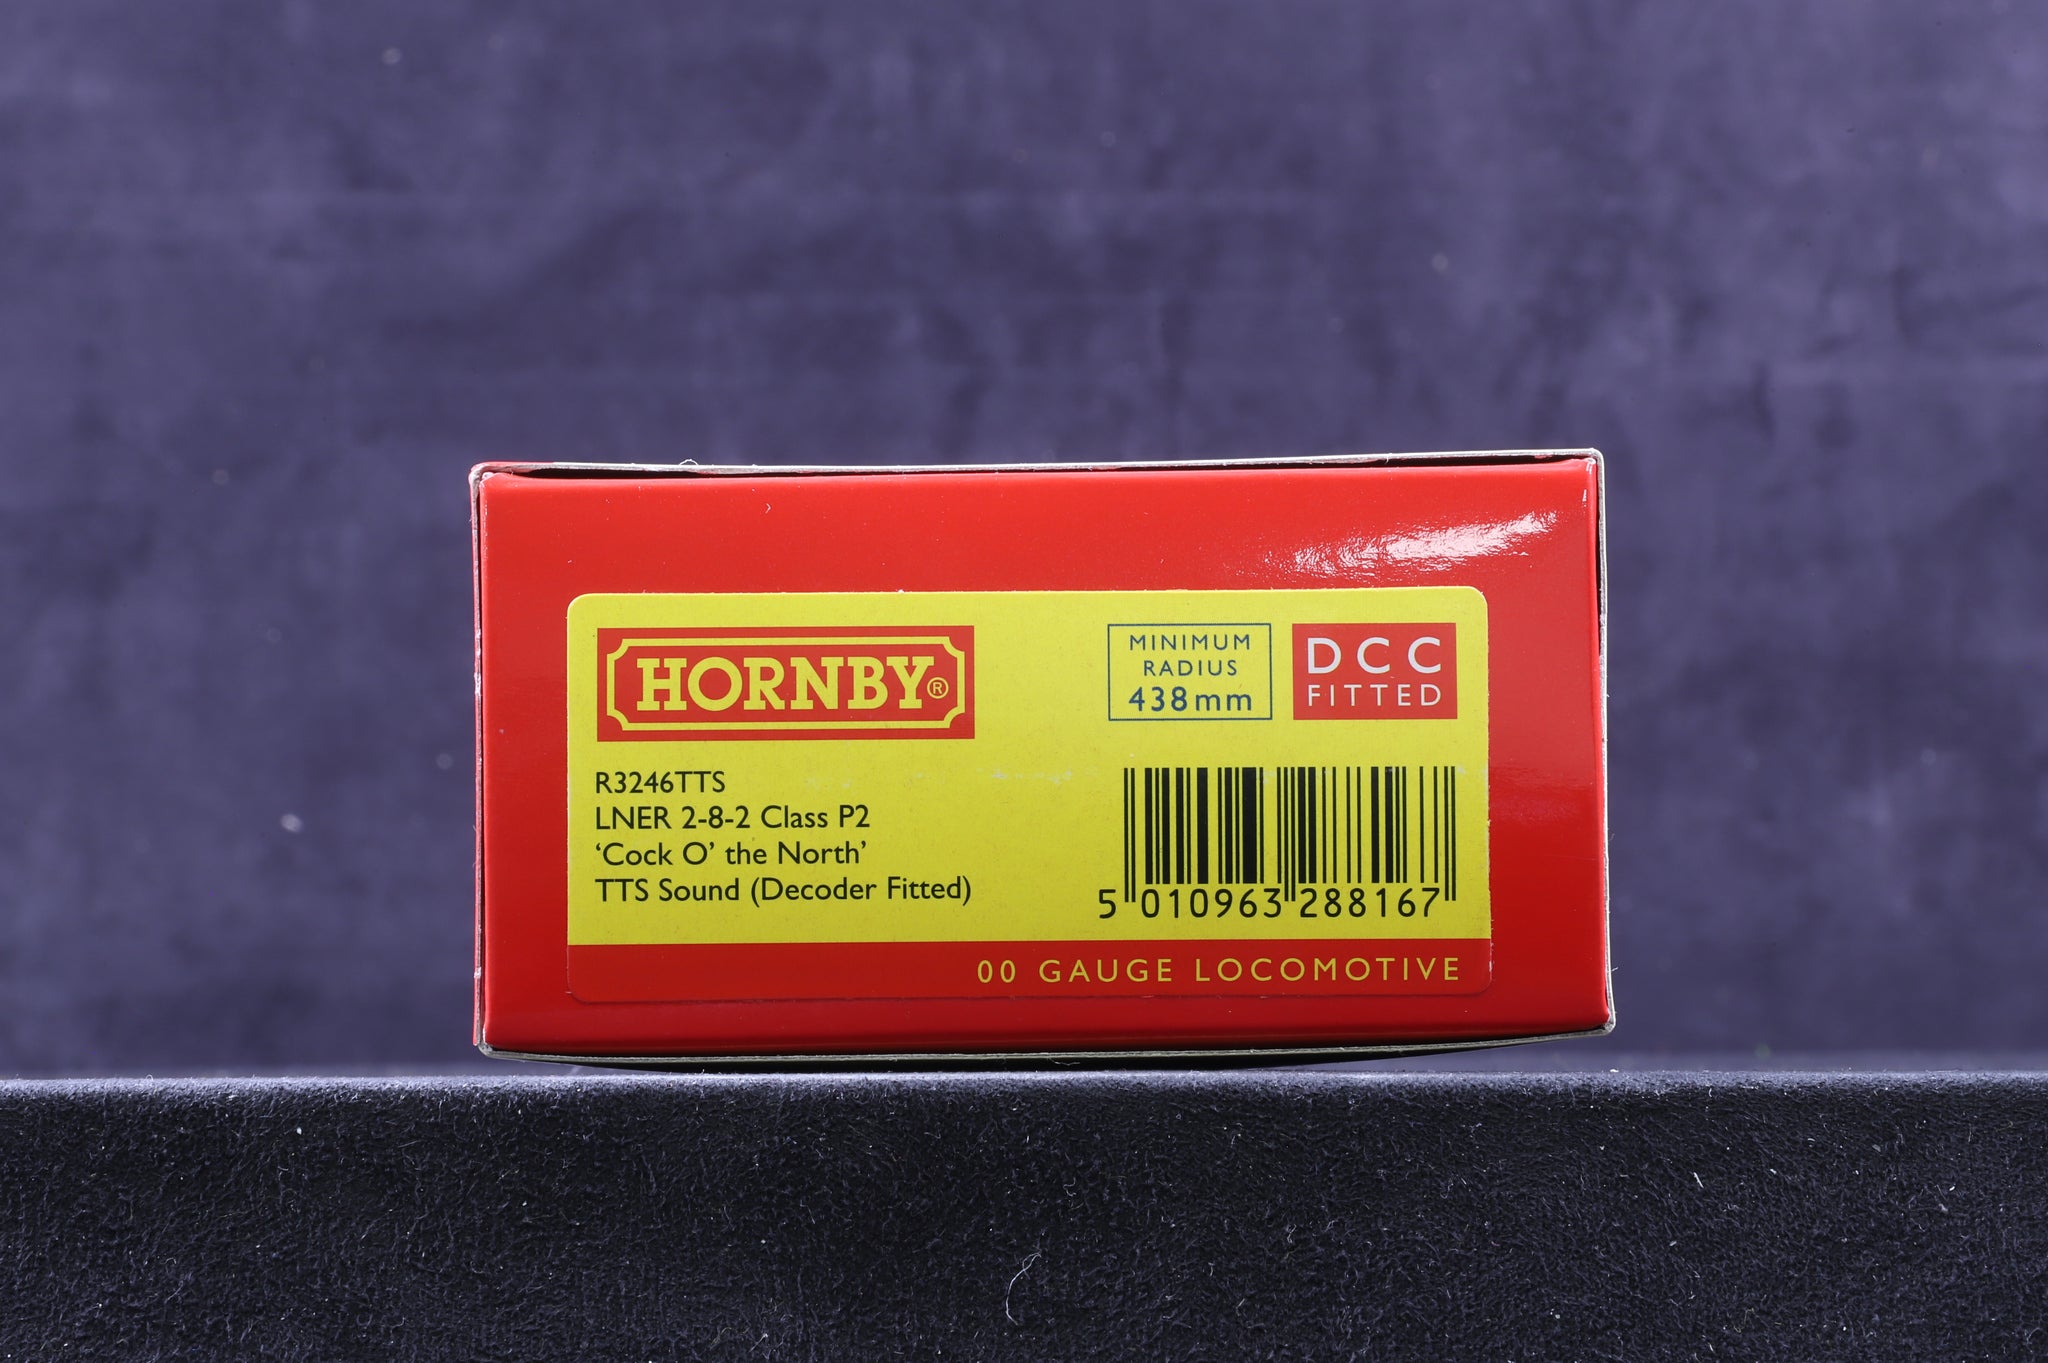 HORNBY®
MINIMUM
RADIUS
438mm
DCC
FITTED
R3246TTS
LNER 2-8-2 Class P2
‘Cock O’ the North’
TTS Sound (Decoder Fitted)
5 010963 288167
00 GAUGE LOCOMOTIVE